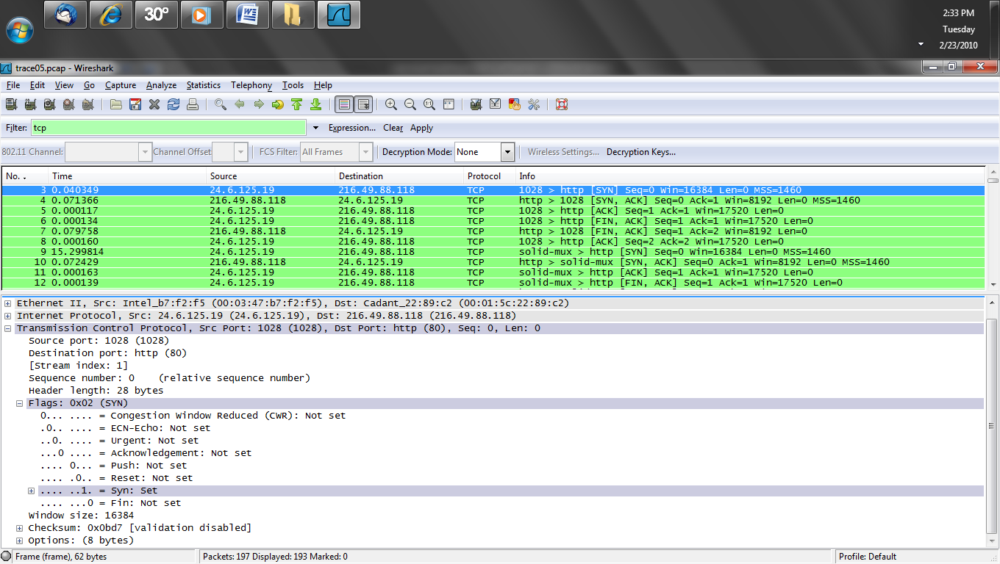 30°
2:33 PM
Tuesday
2/23/2010
trace05.pcap - Wireshark
File Edit View Go Capture Analyze Statistics Telephony Tools Help
Filter: tcp Expression... Clear Apply
802.11 Channel: Channel Offset: FCS Filter: All Frames Decryption Mode: None Wireless Settings... Decryption Keys...
No. . Time Source Destination Protocol Info
3 0.040349 24.6.125.19 216.49.88.118 TCP 1028 > http [SYN] Seq=0 Win=16384 Len=0 MSS=1460
4 0.071366 216.49.88.118 24.6.125.19 TCP http > 1028 [SYN, ACK] Seq=0 Ack=1 Win=8192 Len=0 MSS=1460
5 0.000117 24.6.125.19 216.49.88.118 TCP 1028 > http [ACK] Seq=1 Ack=1 Win=17520 Len=0
6 0.000134 24.6.125.19 216.49.88.118 TCP 1028 > http [FIN, ACK] Seq=1 Ack=1 Win=17520 Len=0
7 0.079758 216.49.88.118 24.6.125.19 TCP http > 1028 [FIN, ACK] Seq=1 Ack=2 Win=8192 Len=0
8 0.000160 24.6.125.19 216.49.88.118 TCP 1028 > http [ACK] Seq=2 Ack=2 Win=17520 Len=0
9 15.299814 24.6.125.19 216.49.88.118 TCP solid-mux > http [SYN] Seq=0 Win=16384 Len=0 MSS=1460
10 0.072429 216.49.88.118 24.6.125.19 TCP http > solid-mux [SYN, ACK] Seq=0 Ack=1 Win=8192 Len=0 MSS=1460
11 0.000163 24.6.125.19 216.49.88.118 TCP solid-mux > http [ACK] Seq=1 Ack=1 Win=17520 Len=0
12 0.000139 24.6.125.19 216.49.88.118 TCP solid-mux > http [FIN, ACK] Seq=1 Ack=1 Win=17520 Len=0
Ethernet II, Src: Intel_b7:f2:f5 (00:03:47:b7:f2:f5), Dst: Cadant_22:89:c2 (00:01:5c:22:89:c2)
Internet Protocol, Src: 24.6.125.19 (24.6.125.19), Dst: 216.49.88.118 (216.49.88.118)
Transmission Control Protocol, Src Port: 1028 (1028), Dst Port: http (80), Seq: 0, Len: 0
Source port: 1028 (1028)
Destination port: http (80)
[Stream index: 1]
Sequence number: 0 (relative sequence number)
Header length: 28 bytes
Flags: 0x02 (SYN)
0... .... = Congestion Window Reduced (CWR): Not set
.0.. .... = ECN-Echo: Not set
..0. .... = Urgent: Not set
...0 .... = Acknowledgement: Not set
.... 0... = Push: Not set
.... .0.. = Reset: Not set
.... ..1. = Syn: Set
.... ...0 = Fin: Not set
Window size: 16384
Checksum: 0x0bd7 [validation disabled]
Options: (8 bytes)
Frame (frame), 62 bytes Packets: 197 Displayed: 193 Marked: 0 Profile: Default